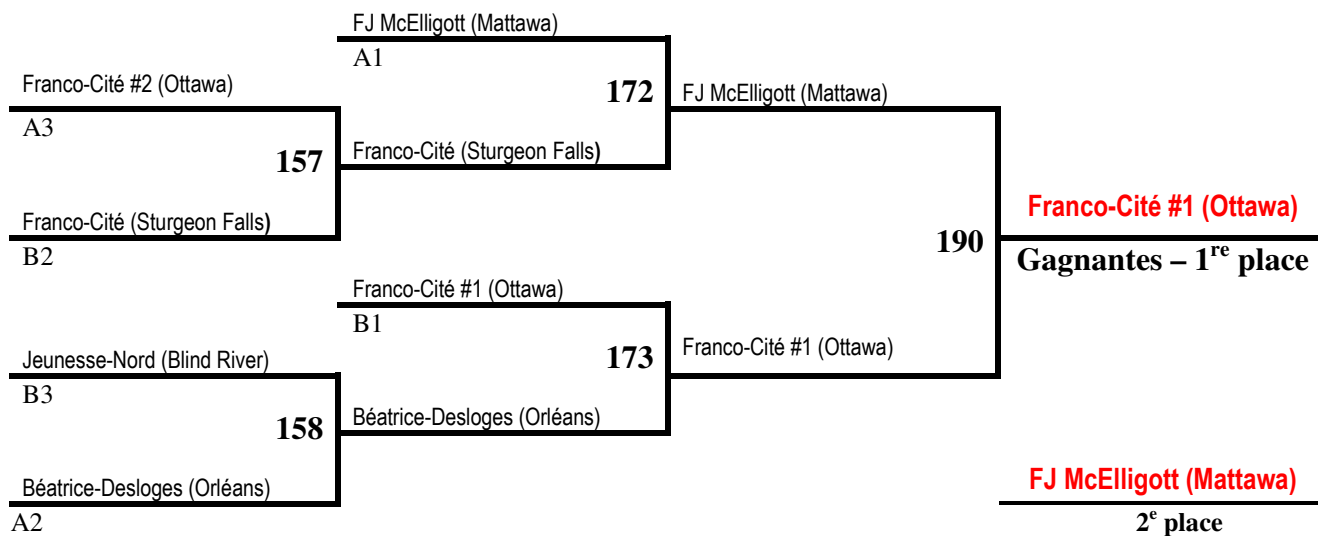 FJ McElligott (Mattawa)
A1
Franco-Cité #2 (Ottawa)
A3
172
FJ McElligott (Mattawa)
157
Franco-Cité (Sturgeon Falls)
Franco-Cité (Sturgeon Falls)
B2
190
Franco-Cité #1 (Ottawa)
Gagnantes – 1re place
Franco-Cité #1 (Ottawa)
B1
Jeunesse-Nord (Blind River)
B3
173
Franco-Cité #1 (Ottawa)
158
Béatrice-Desloges (Orléans)
Béatrice-Desloges (Orléans)
A2
FJ McElligott (Mattawa)
2e place